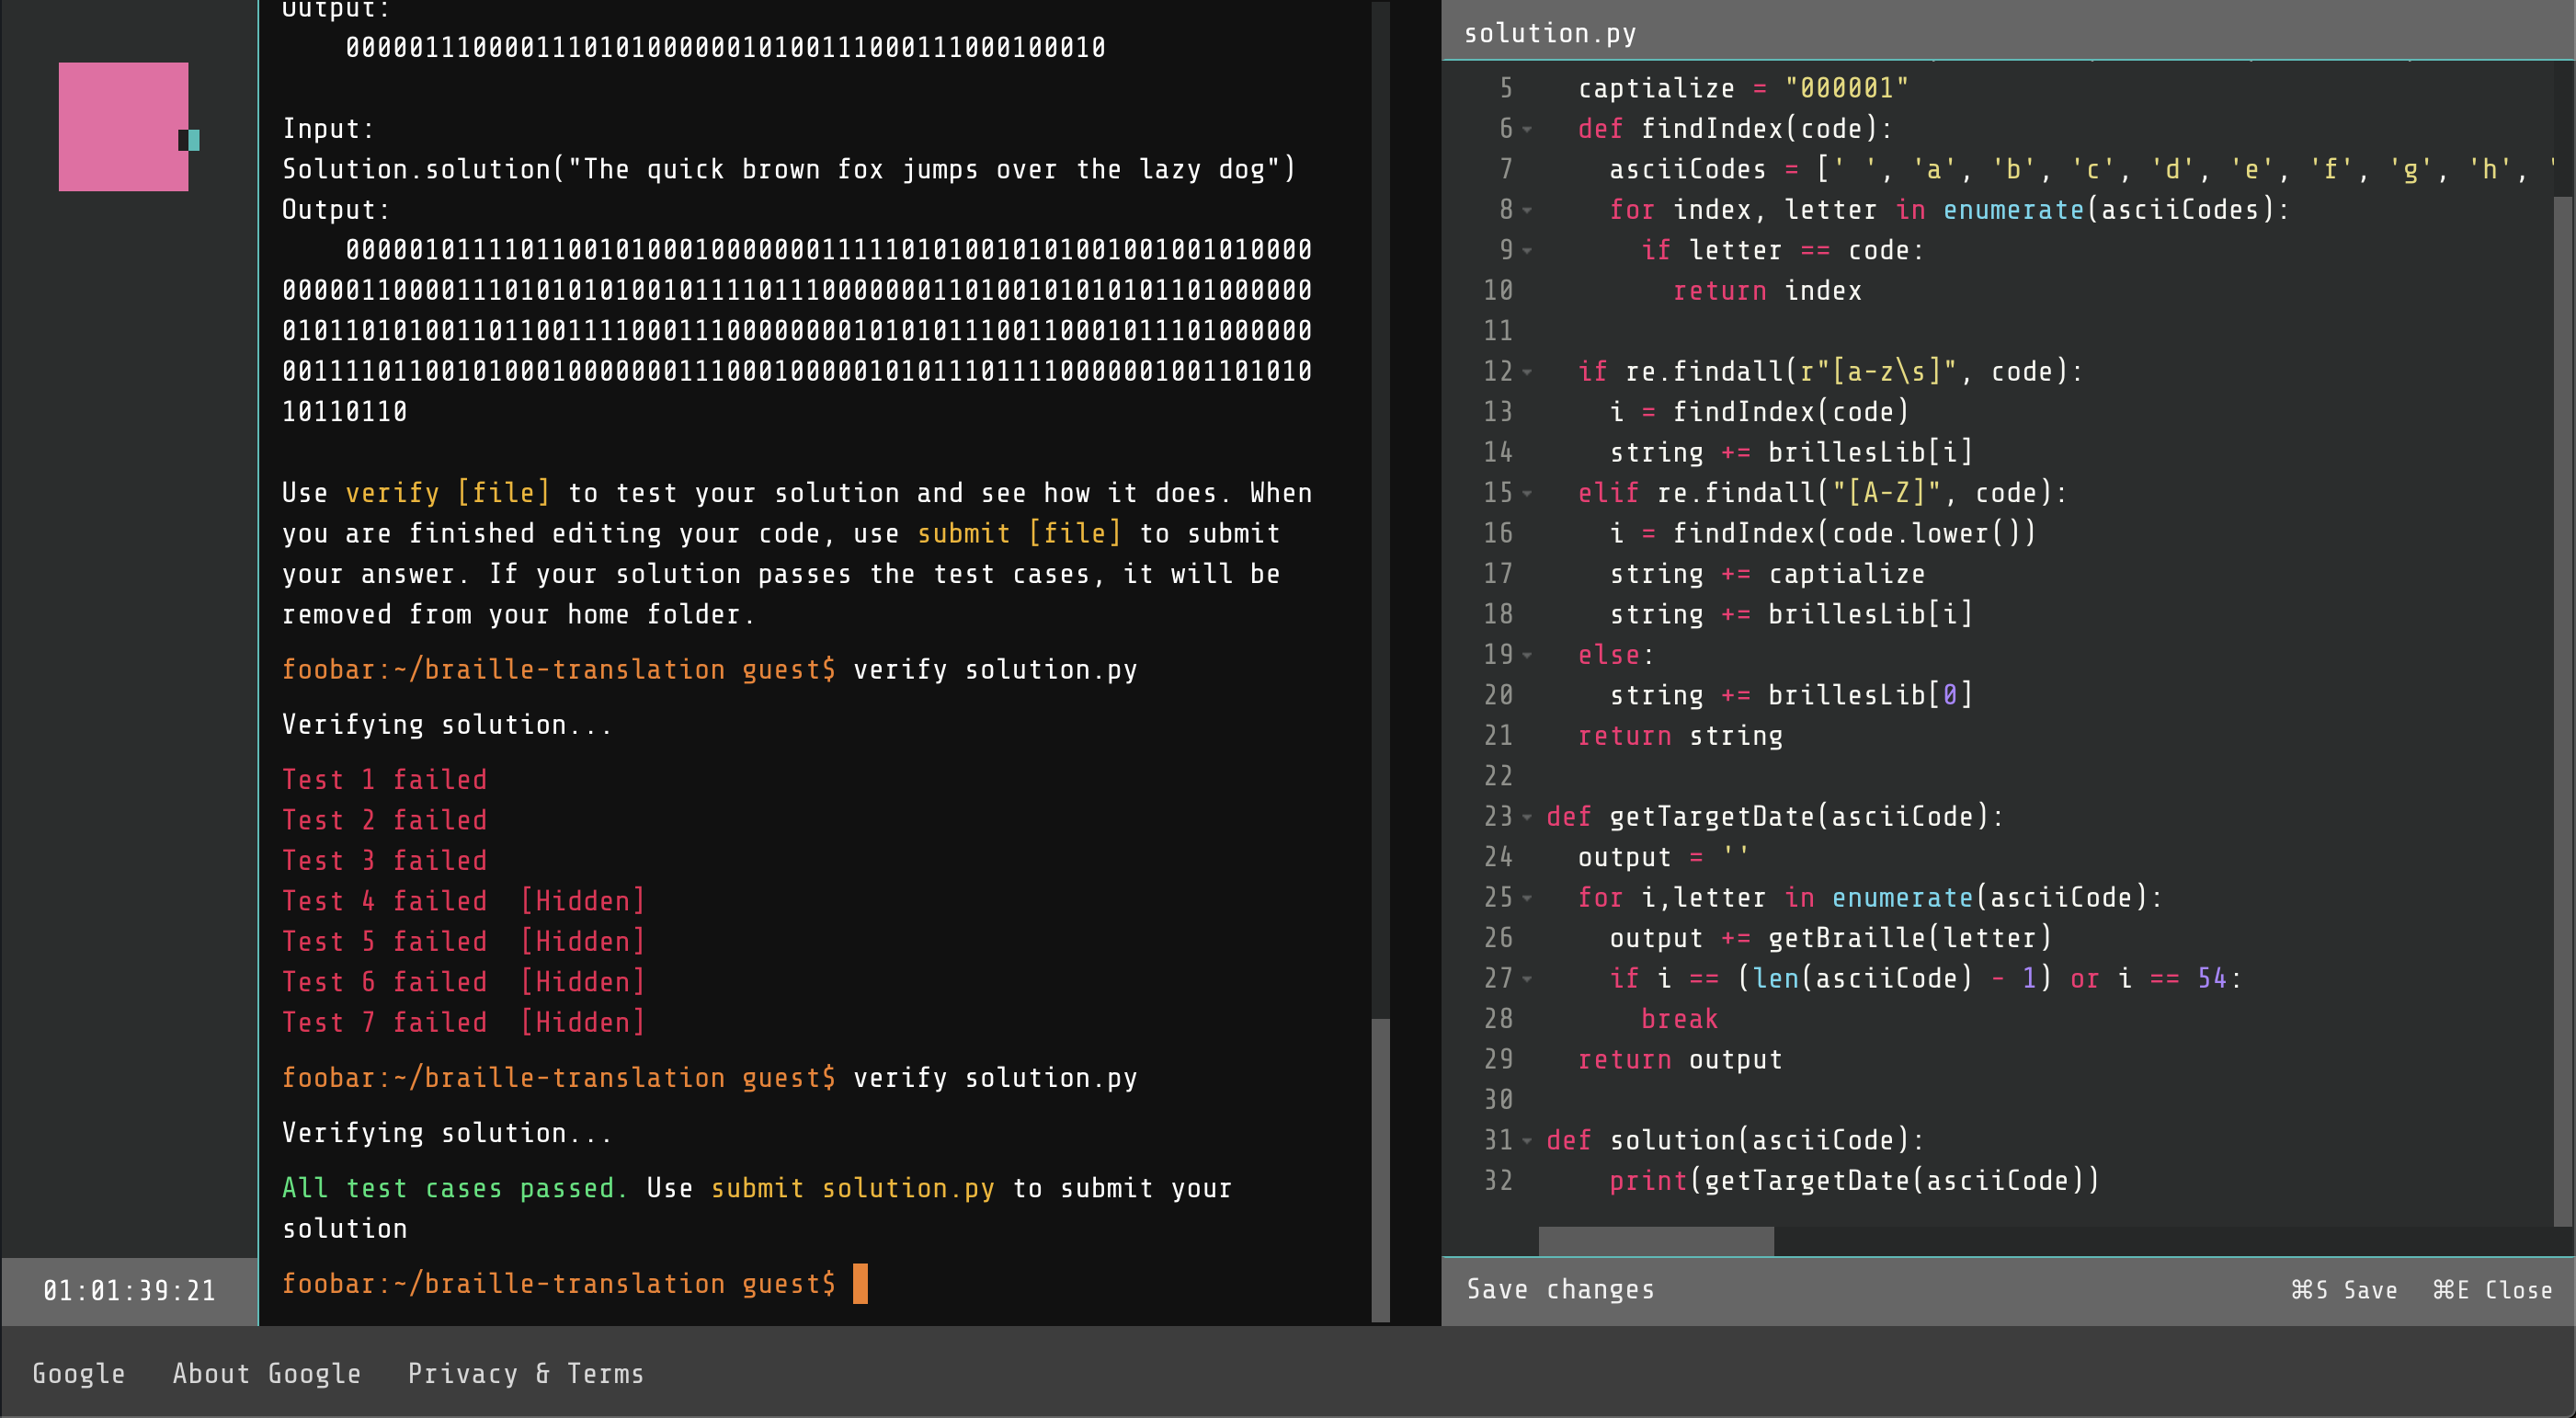 Output:
000001110000111010100000010100111000111000100010
Input:
Solution.solution("The quick brown fox jumps over the lazy dog")
Output:
0000010111101100101000100000001111101010010101001001001010000
00000110000111010101010010111101110000000110100101010101101000000
01011010100110110011110001110000000010101011100110001011101000000
00111101100101000100000001110001000001010111011110000001001101010
10110110
Use verify [file] to test your solution and see how it does. When
you are finished editing your code, use submit [file] to submit
your answer. If your solution passes the test cases, it will be
removed from your home folder.
foobar:~/braille-translation guest$ verify solution.py
Verifying solution...
Test 1 failed
Test 2 failed
Test 3 failed
Test 4 failed  [Hidden]
Test 5 failed  [Hidden]
Test 6 failed  [Hidden]
Test 7 failed  [Hidden]
foobar:~/braille-translation guest$ verify solution.py
Verifying solution...
All test cases passed. Use submit solution.py to submit your
solution
foobar:~/braille-translation guest$
01:01:39:21
solution.py
5   captialize = "000001"
6   def findIndex(code):
7     asciiCodes = [' ', 'a', 'b', 'c', 'd', 'e', 'f', 'g', 'h', '
8     for index, letter in enumerate(asciiCodes):
9       if letter == code:
10         return index
11
12   if re.findall(r"[a-z\s]", code):
13     i = findIndex(code)
14     string += brillesLib[i]
15   elif re.findall("[A-Z]", code):
16     i = findIndex(code.lower())
17     string += captialize
18     string += brillesLib[i]
19   else:
20     string += brillesLib[0]
21   return string
22
23 def getTargetDate(asciiCode):
24   output = ''
25   for i,letter in enumerate(asciiCode):
26     output += getBraille(letter)
27     if i == (len(asciiCode) - 1) or i == 54:
28       break
29   return output
30
31 def solution(asciiCode):
32     print(getTargetDate(asciiCode))
Save changes
⌘S Save  ⌘E Close
Google  About Google  Privacy & Terms